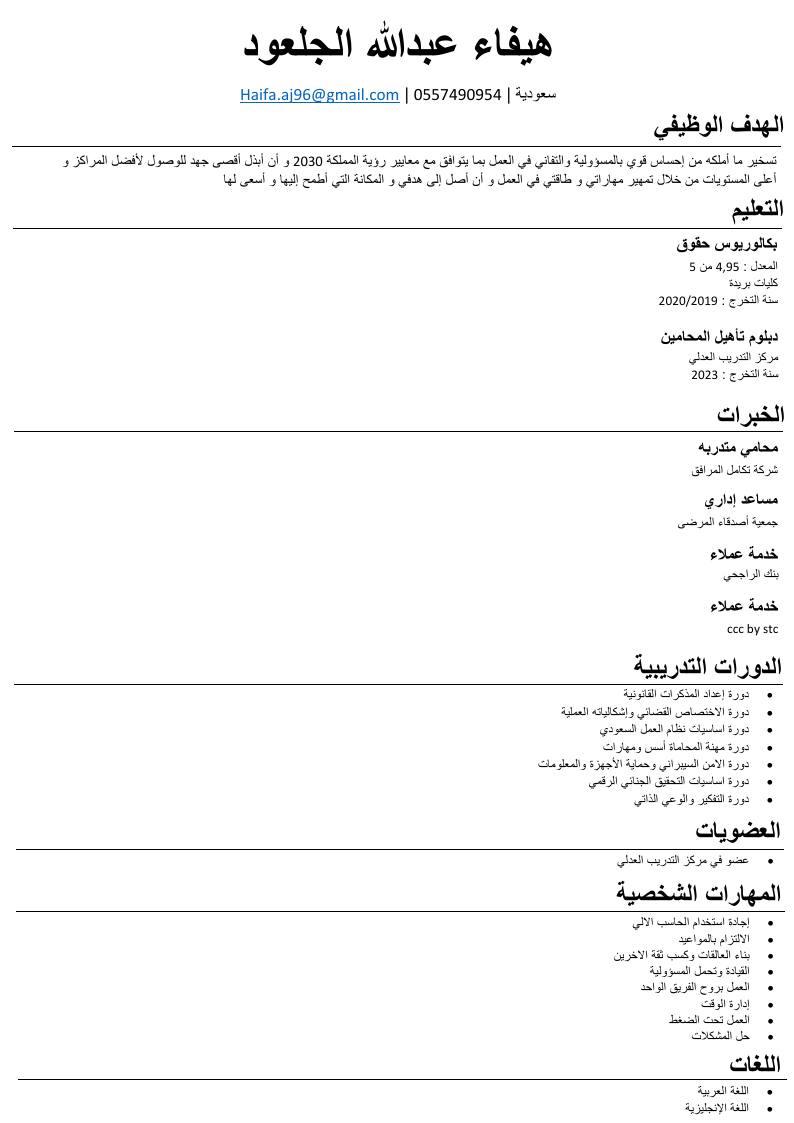 هيفاء عبدالله الجلعود
سعودية | 0557490954 | Haifa.aj96@gmail.com
الهدف الوظيفي
تسخير ما أملكه من إحساس قوي بالمسؤولية والتفاني في العمل بما يتوافق مع معايير رؤية المملكة 2030 و أن أبذل أقصى جهد للوصول لأفضل المراكز و
أعلى المستويات من خلال تمهير مهاراتي و طاقتي في العمل و أن أصل إلى هدفي و المكانة التي أطمح إليها و أسعى لها
التعليم
بكالوريوس حقوق
المعدل : 4,95 من 5
كليات بريدة
سنة التخرج : 2020/2019
دبلوم تأهيل المحامين
مركز التدريب العدلي
سنة التخرج : 2023
الخبرات
محامي متدربه
شركة تكامل المرافق
مساعد إداري
جمعية أصدقاء المرضى
خدمة عملاء
بنك الراجحي
خدمة عملاء
ccc by stc
الدورات التدريبية
• دورة إعداد المذكرات القانونية
• دورة الاختصاص القضائي وإشكالياته العملية
• دورة اساسيات نظام العمل السعودي
• دورة مهنة المحاماة أسس ومهارات
• دورة الامن السيبراني وحماية الأجهزة والمعلومات
• دورة اساسيات التحقيق الجنائي الرقمي
• دورة التفكير والوعي الذاتي
العضويات
• عضو في مركز التدريب العدلي
المهارات الشخصية
• إجادة استخدام الحاسب الالي
• الالتزام بالمواعيد
• بناء العالقات وكسب ثقة الاخرين
• القيادة وتحمل المسؤولية
• العمل بروح الفريق الواحد
• إدارة الوقت
• العمل تحت الضغط
• حل المشكلات
اللغات
• اللغة العربية
• اللغة الإنجليزية